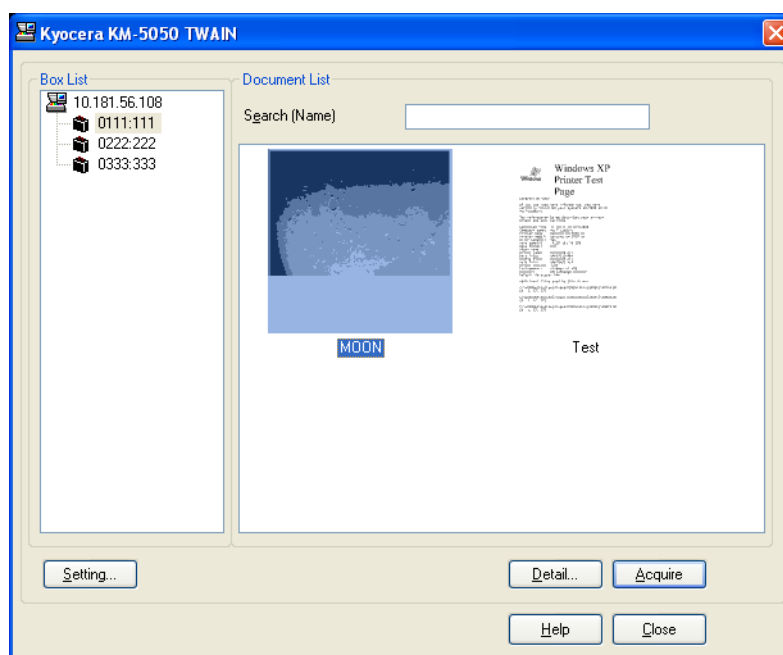 Kyocera KM-5050 TWAIN
Box List
10.181.56.108
0111:111
0222:222
0333:333
Document List
Search (Name)
MOON
Windows XP
Printer Test
Page
Test
Setting...
Detail...
Acquire
Help
Close